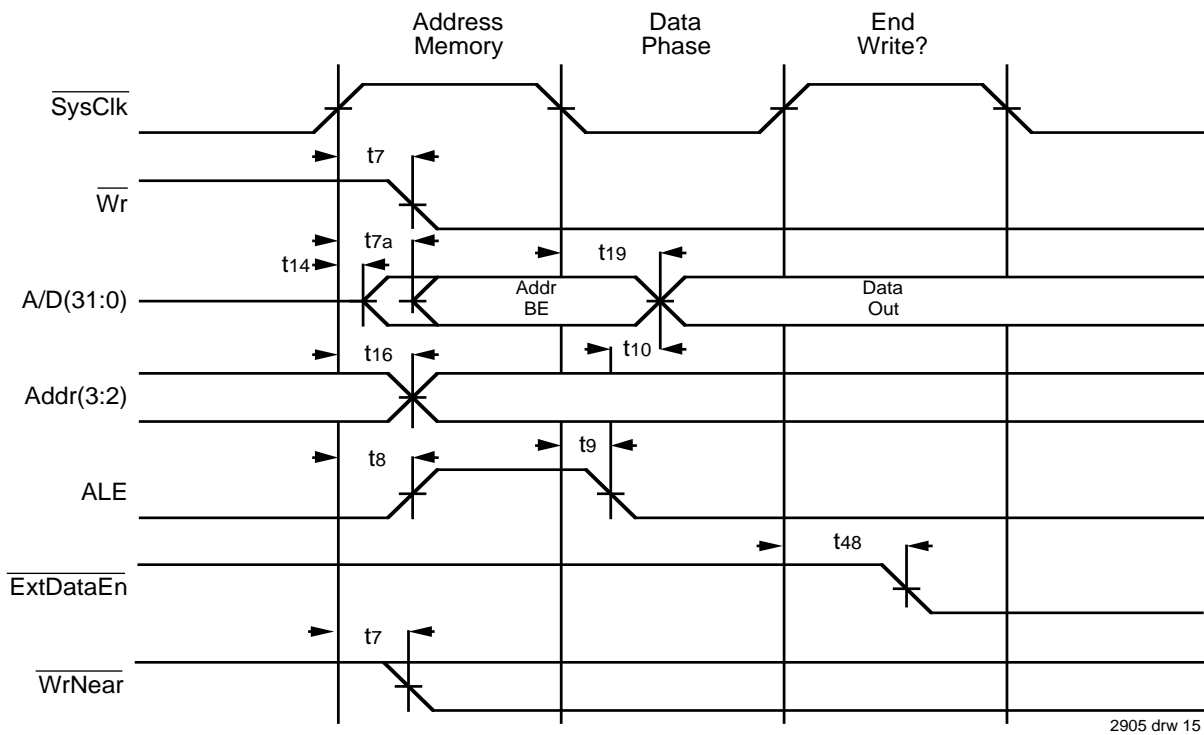 Address
Memory
Data
Phase
End
Write?
SysClk
t7
Wr
t7a
t14
t19
A/D(31:0)
Addr
BE
Data
Out
t16
t10
Addr(3:2)
t8
t9
ALE
t48
ExtDataEn
t7
WrNear
2905 drw 15